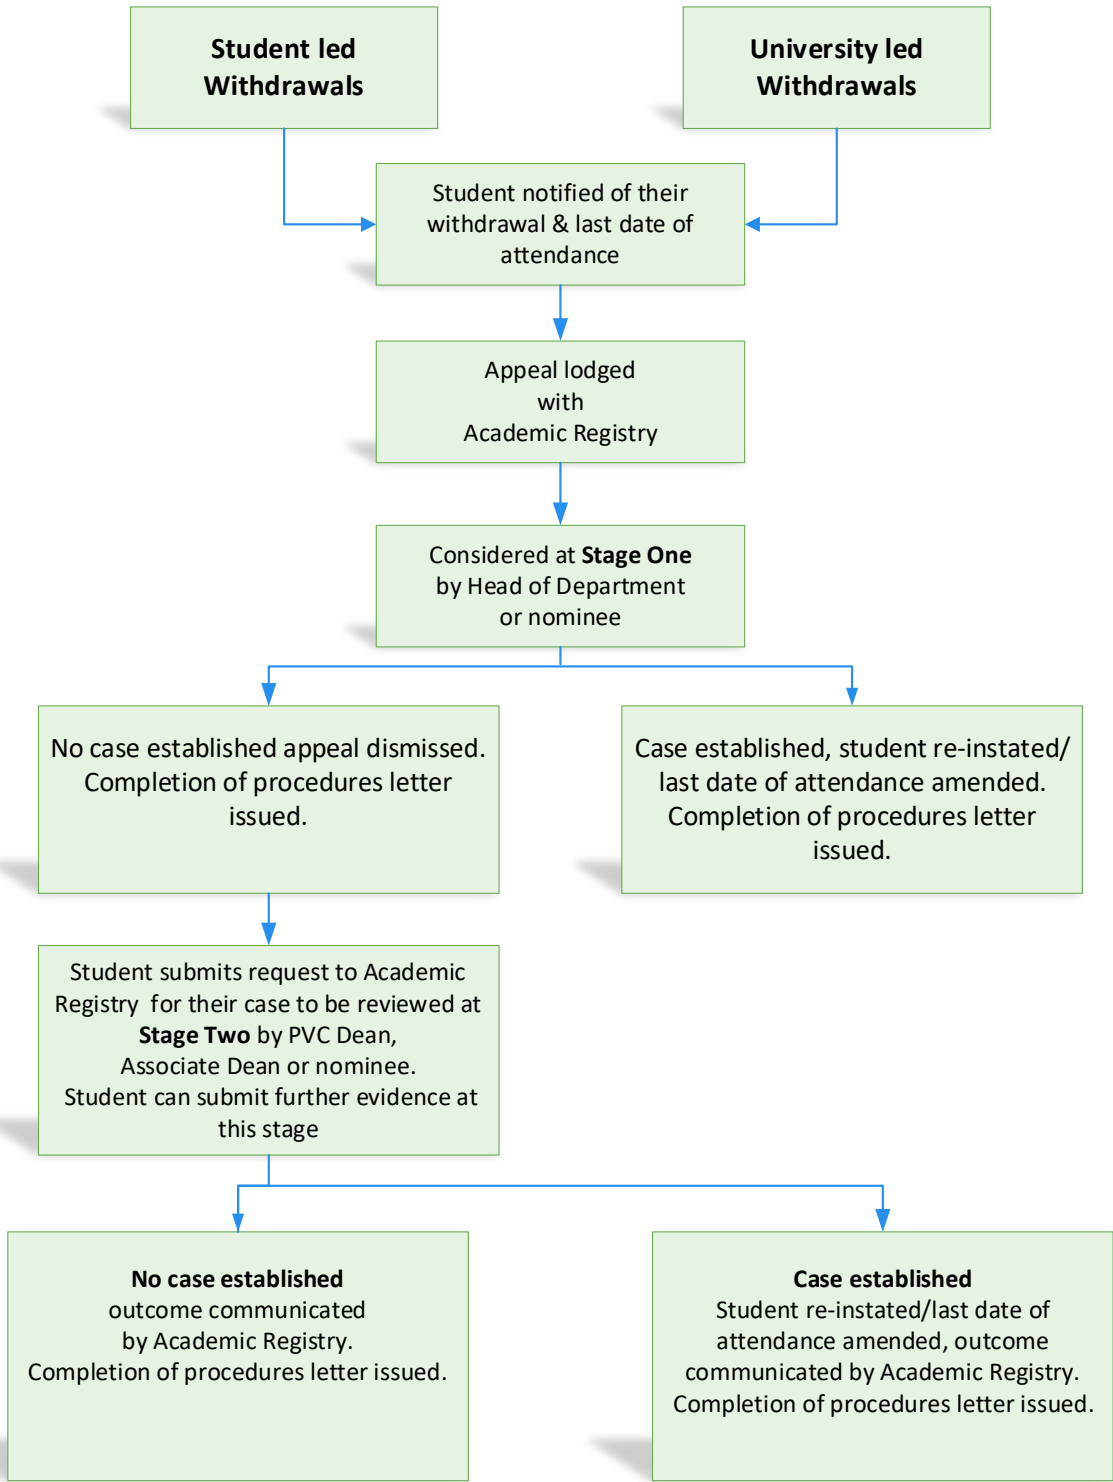 Student led
Withdrawals
University led
Withdrawals
Student notified of their
withdrawal & last date of
attendance
Appeal lodged
with
Academic Registry
Considered at Stage One
by Head of Department
or nominee
No case established appeal dismissed.
Completion of procedures letter
issued.
Case established, student re-instated/
last date of attendance amended.
Completion of procedures letter
issued.
Student submits request to Academic
Registry for their case to be reviewed at
Stage Two by PVC Dean,
Associate Dean or nominee.
Student can submit further evidence at
this stage
No case established
outcome communicated
by Academic Registry.
Completion of procedures letter issued.
Case established
Student re-instated/last date of
attendance amended, outcome
communicated by Academic Registry.
Completion of procedures letter issued.